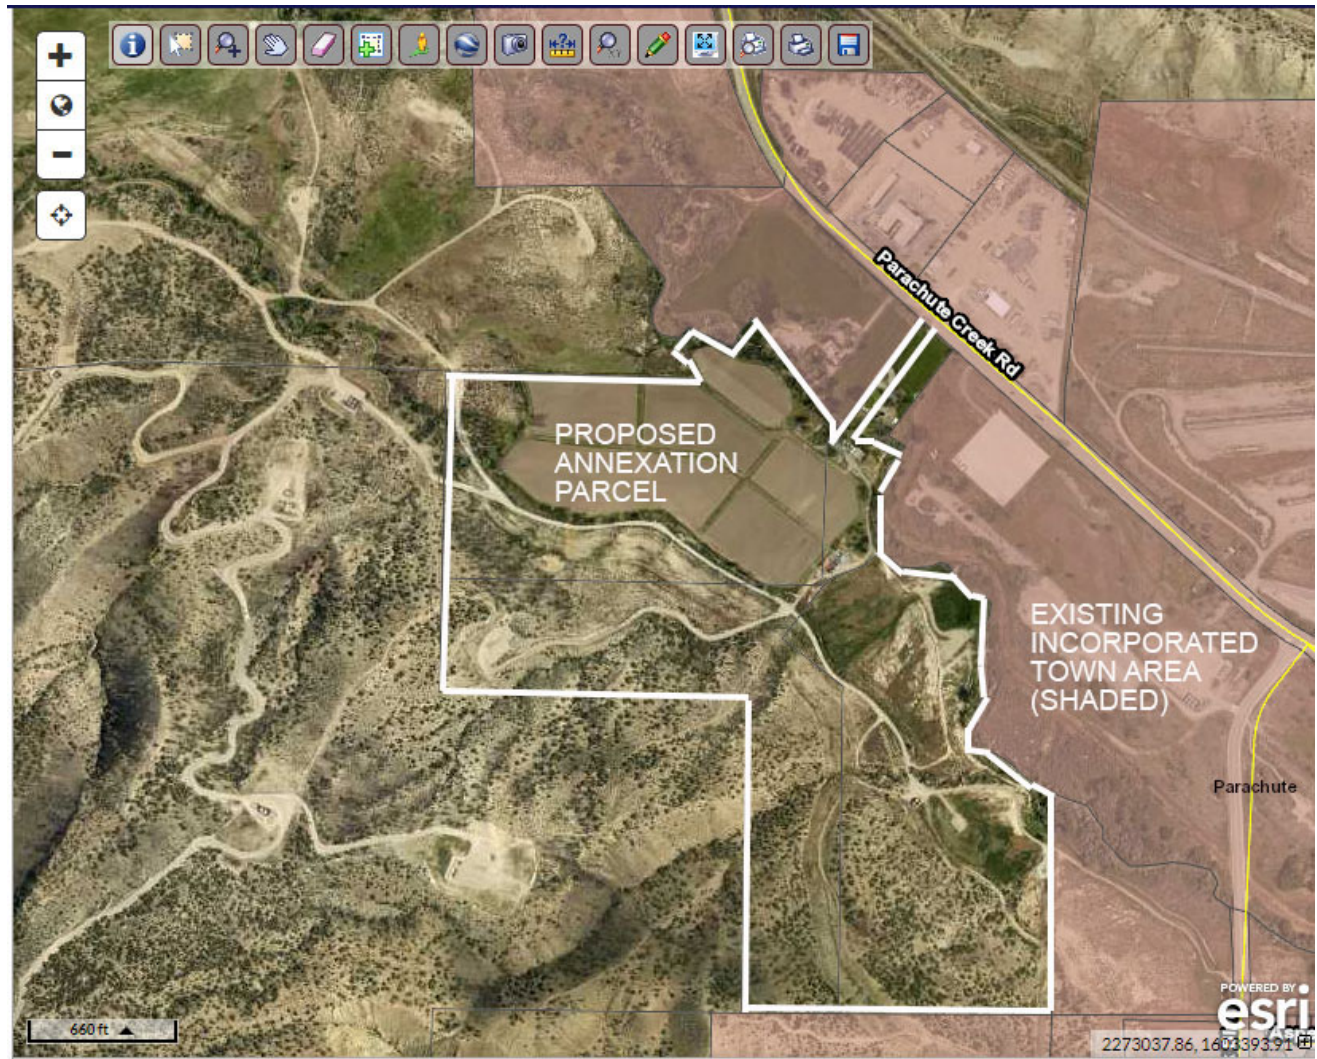 Parachute Creek Rd
PROPOSED
ANNEXATION
PARCEL
EXISTING
INCORPORATED
TOWN AREA
(SHADED)
Parachute
660 ft
POWERED BY
esri
2273037.86, 1603393.91